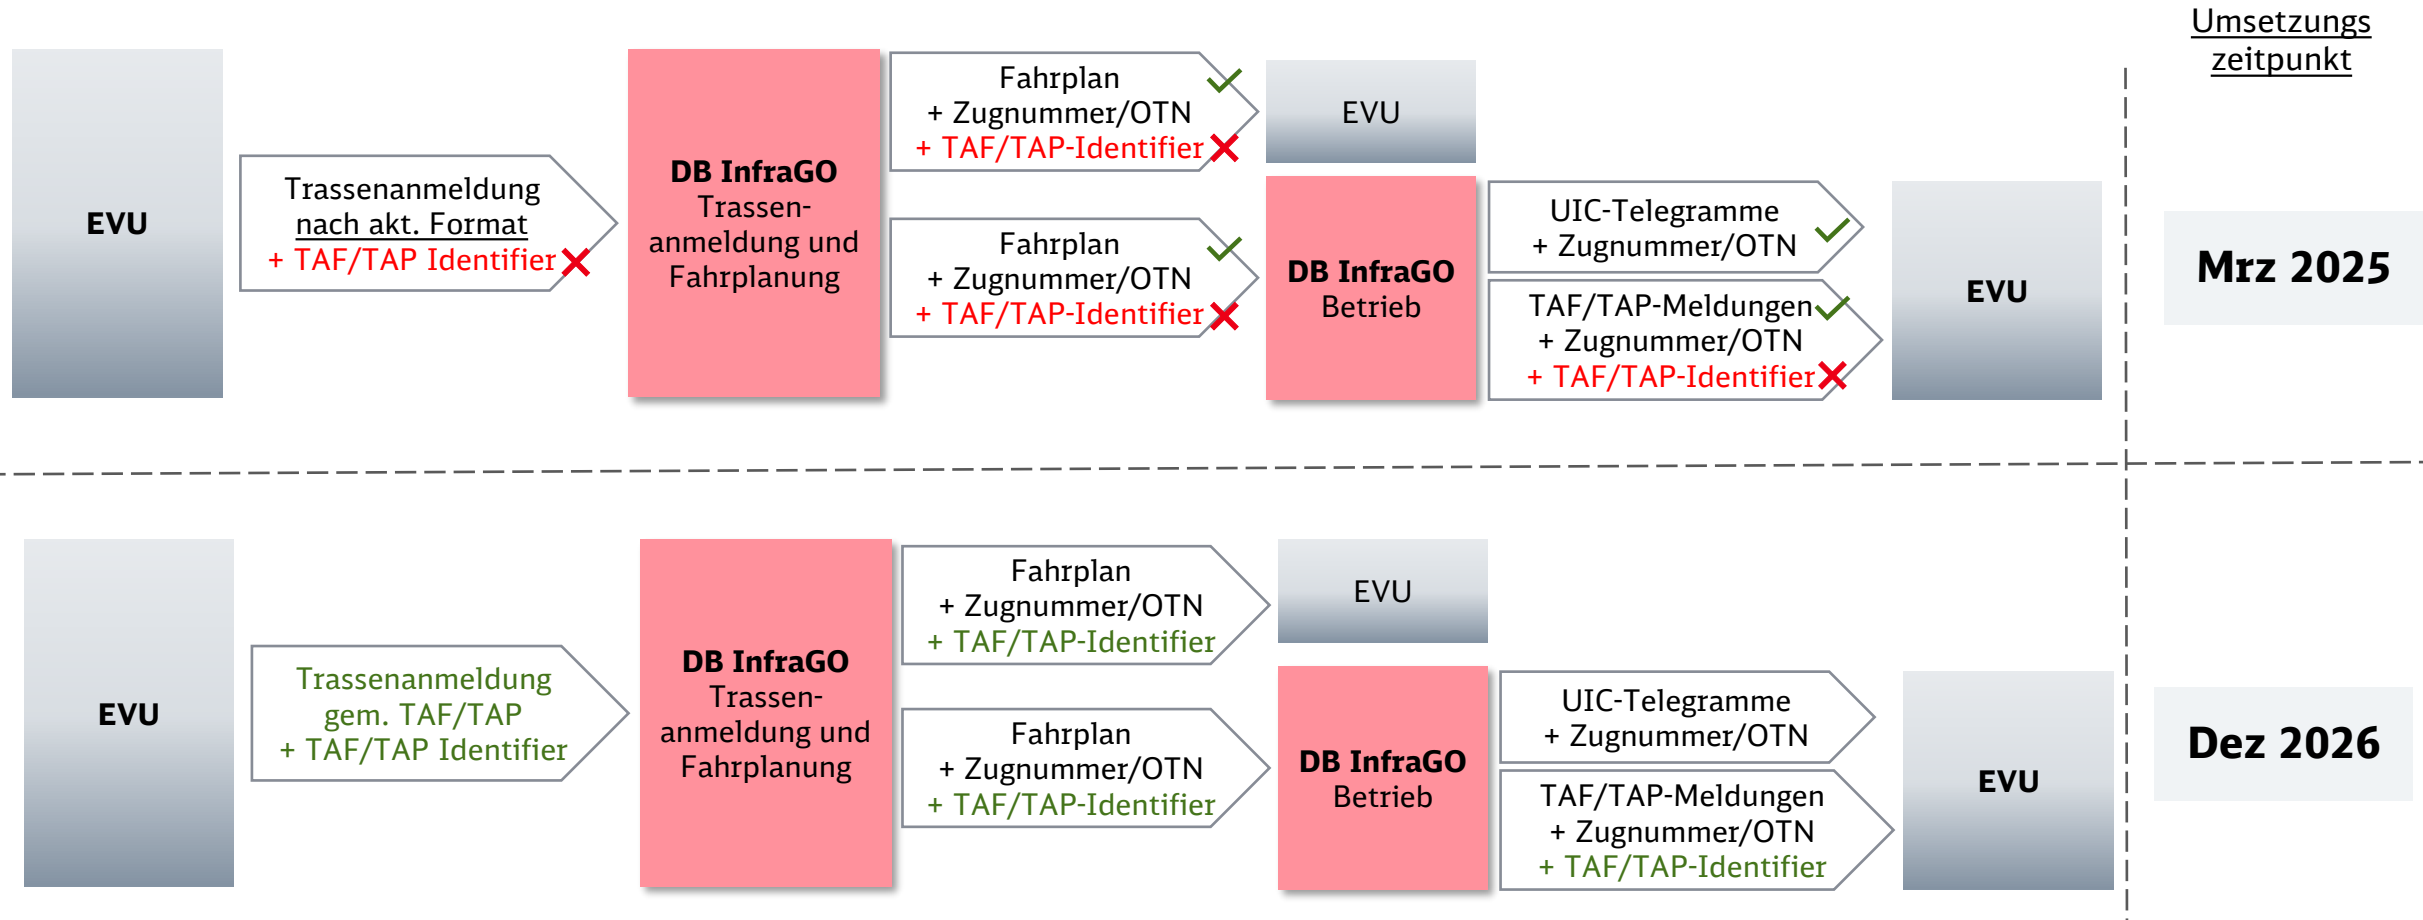 Umsetzungs
zeitpunkt
EVU
Trassenanmeldung
nach akt. Format
+ TAF/TAP Identifier
DB InfraGO
Trassen-
anmeldung und
Fahrplanung
Fahrplan
+ Zugnummer/OTN
+ TAF/TAP-Identifier
EVU
Fahrplan
+ Zugnummer/OTN
+ TAF/TAP-Identifier
DB InfraGO
Betrieb
UIC-Telegramme
+ Zugnummer/OTN
TAF/TAP-Meldungen
+ Zugnummer/OTN
+ TAF/TAP-Identifier
EVU
Mrz 2025
EVU
Trassenanmeldung
gem. TAF/TAP
+ TAF/TAP Identifier
DB InfraGO
Trassen-
anmeldung und
Fahrplanung
Fahrplan
+ Zugnummer/OTN
+ TAF/TAP-Identifier
EVU
Fahrplan
+ Zugnummer/OTN
+ TAF/TAP-Identifier
DB InfraGO
Betrieb
UIC-Telegramme
+ Zugnummer/OTN
TAF/TAP-Meldungen
+ Zugnummer/OTN
+ TAF/TAP-Identifier
EVU
Dez 2026